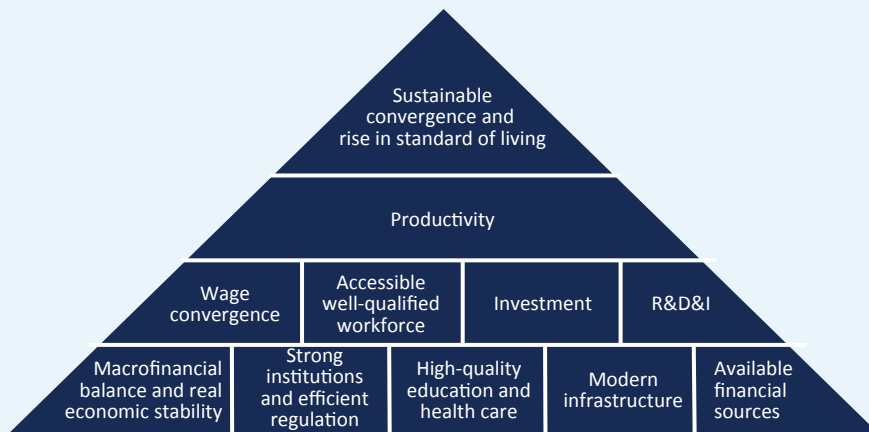 Sustainable
convergence and
rise in standard of living
Productivity
Wage
convergence
Accessible
well-qualified
workforce
Investment
R&D&I
Macrofinancial
balance and real
economic stability
Strong
institutions
and efficient
regulation
High-quality
education and
health care
Modern
infrastructure
Available
financial
sources